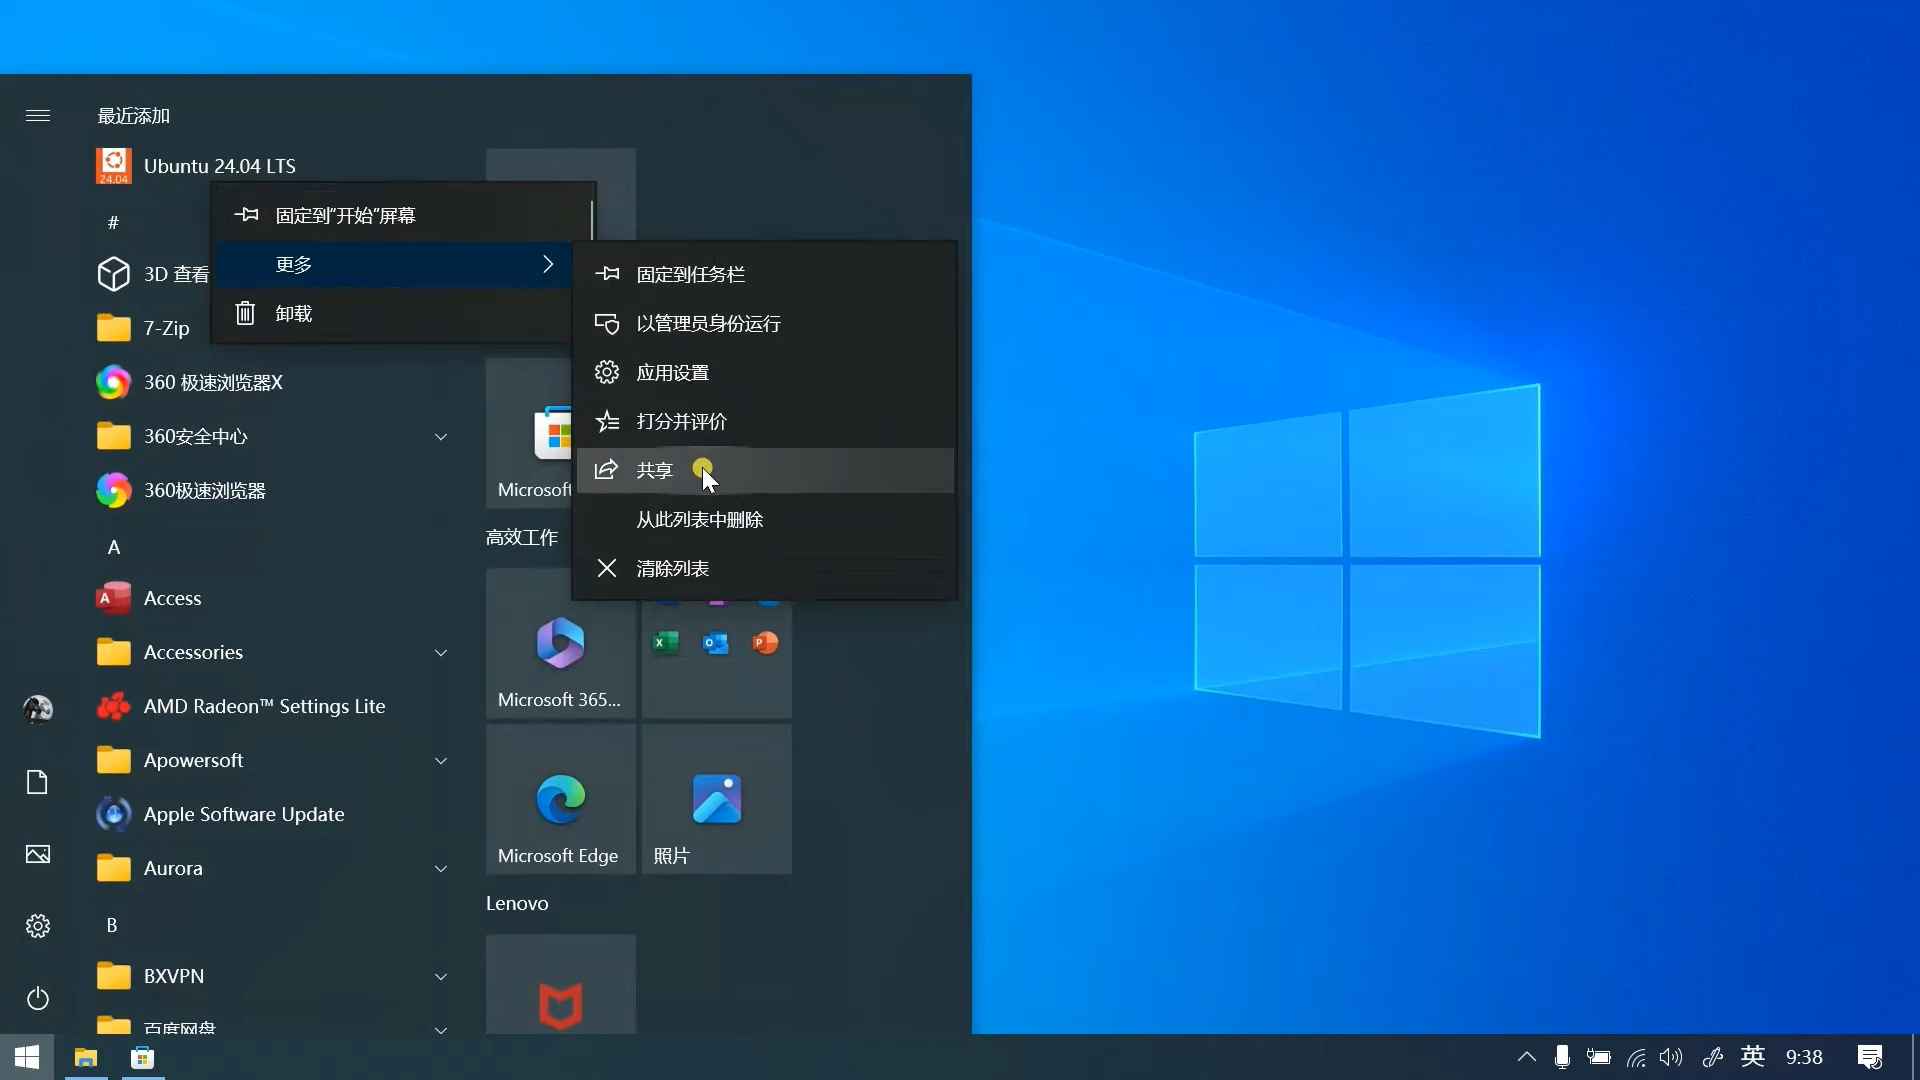 最近添加
Ubuntu 24.04 LTS
24.04
固定到"开始"屏幕
更多
卸载
#
3D 查看
7-Zip
360 极速浏览器X
360安全中心
360极速浏览器
A
Access
Accessories
AMD Radeon™ Settings Lite
Apowersoft
Apple Software Update
Aurora
B
BXVPN
百度网盘
固定到任务栏
以管理员身份运行
应用设置
打分并评价
共享
从此列表中删除
清除列表
Microsoft
高效工作
Microsoft 365...
Microsoft Edge
照片
Lenovo
英
9:38